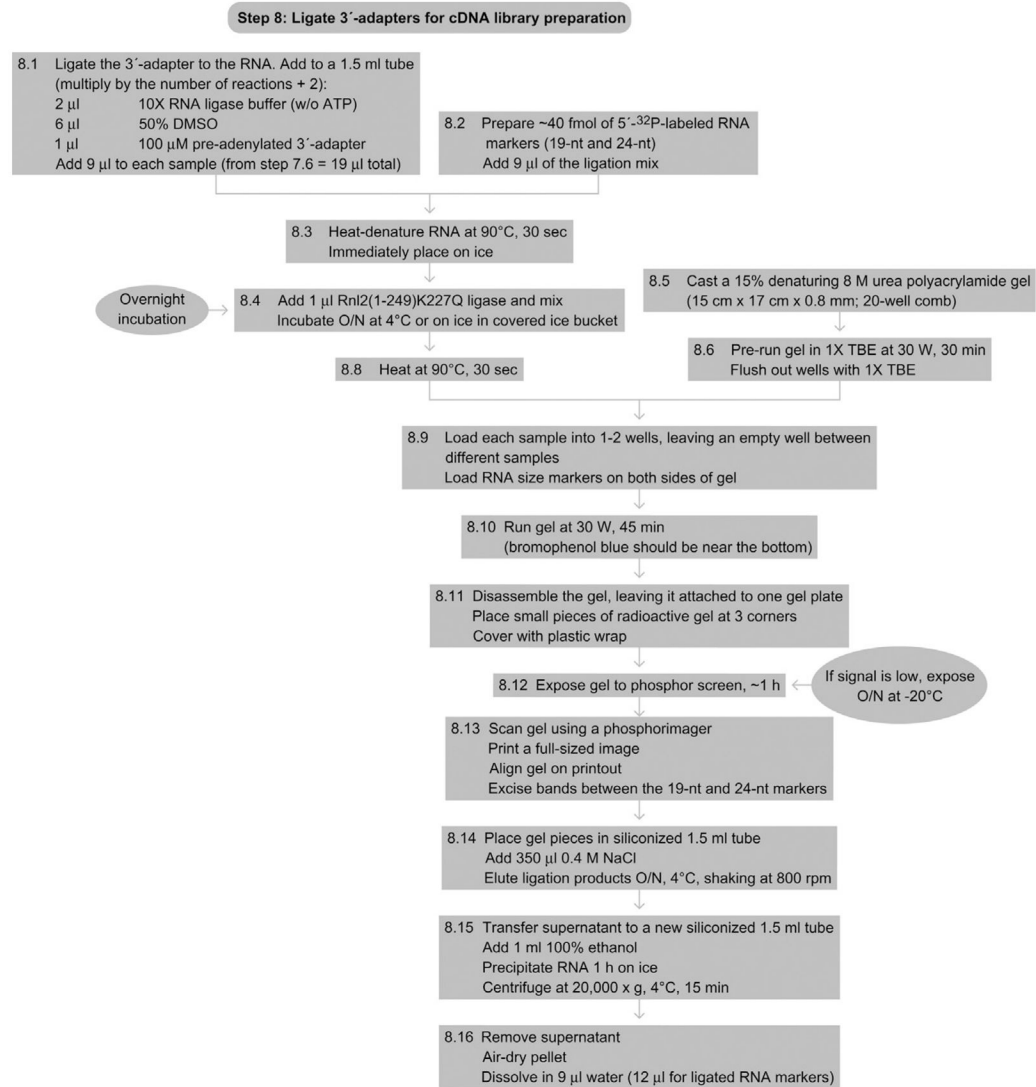 Step 8: Ligate 3´-adapters for cDNA library preparation
8.1 Ligate the 3´-adapter to the RNA. Add to a 1.5 ml tube
(multiply by the number of reactions + 2):
2 μl 10X RNA ligase buffer (w/o ATP)
6 μl 50% DMSO
1 μl 100 μM pre-adenylated 3´-adapter
Add 9 μl to each sample (from step 7.6 = 19 μl total)
8.2 Prepare ~40 fmol of 5´-³²P-labeled RNA
markers (19-nt and 24-nt)
Add 9 μl of the ligation mix
8.3 Heat-denature RNA at 90°C, 30 sec
Immediately place on ice
Overnight
incubation
8.4 Add 1 μl Rnl2(1-249)K227Q ligase and mix
Incubate O/N at 4°C or on ice in covered ice bucket
8.5 Cast a 15% denaturing 8 M urea polyacrylamide gel
(15 cm x 17 cm x 0.8 mm; 20-well comb)
8.6 Pre-run gel in 1X TBE at 30 W, 30 min
Flush out wells with 1X TBE
8.8 Heat at 90°C, 30 sec
8.9 Load each sample into 1-2 wells, leaving an empty well between
different samples
Load RNA size markers on both sides of gel
8.10 Run gel at 30 W, 45 min
(bromophenol blue should be near the bottom)
8.11 Disassemble the gel, leaving it attached to one gel plate
Place small pieces of radioactive gel at 3 corners
Cover with plastic wrap
8.12 Expose gel to phosphor screen, ~1 h
If signal is low, expose
O/N at -20°C
8.13 Scan gel using a phosphorimager
Print a full-sized image
Align gel on printout
Excise bands between the 19-nt and 24-nt markers
8.14 Place gel pieces in siliconized 1.5 ml tube
Add 350 μl 0.4 M NaCl
Elute ligation products O/N, 4°C, shaking at 800 rpm
8.15 Transfer supernatant to a new siliconized 1.5 ml tube
Add 1 ml 100% ethanol
Precipitate RNA 1 h on ice
Centrifuge at 20,000 x g, 4°C, 15 min
8.16 Remove supernatant
Air-dry pellet
Dissolve in 9 μl water (12 μl for ligated RNA markers)